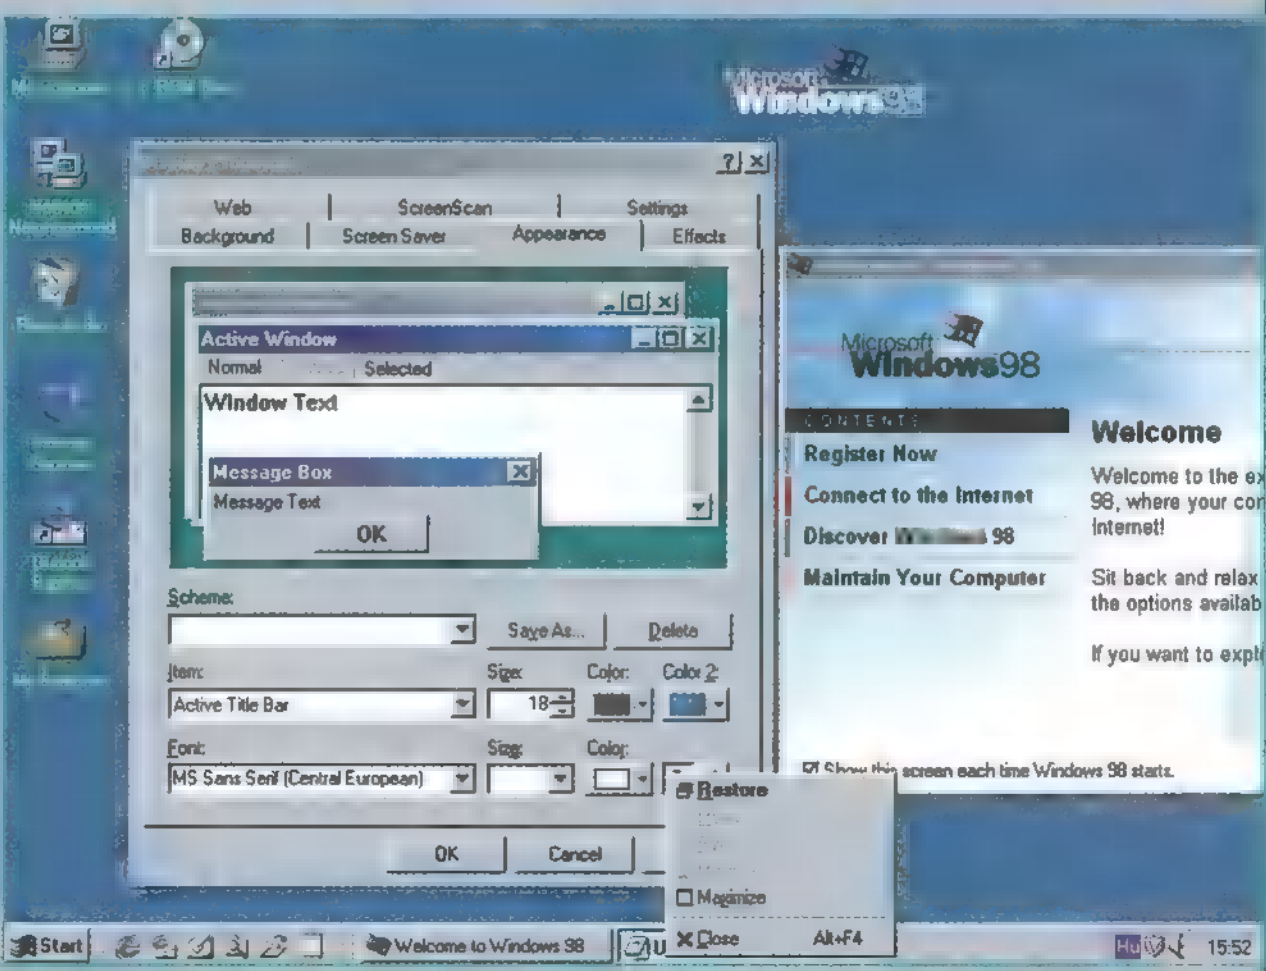 Microsoft
Windows98
Web
ScreenScan
Settings
Background
Screen Saver
Appearance
Effects
Active Window
Normal
Selected
Window Text
Message Box
Message Text
OK
Scheme:
Save As...
Delete
Item:
Size:
Color:
Color 2:
Active Title Bar
18
Font:
Size:
Color:
MS Sans Serif (Central European)
OK
Cancel
Microsoft
Windows98
CONTENTS
Register Now
Connect to the Internet
Discover 98
Maintain Your Computer
Welcome
Welcome to the ex
98, where your con
Internet!
Sit back and relax
the options availab
If you want to expl
Show this screen each time Windows 98 starts.
Restore
Maximize
Close Alt+F4
Start
Welcome to Windows 98
U
Hu
15:52